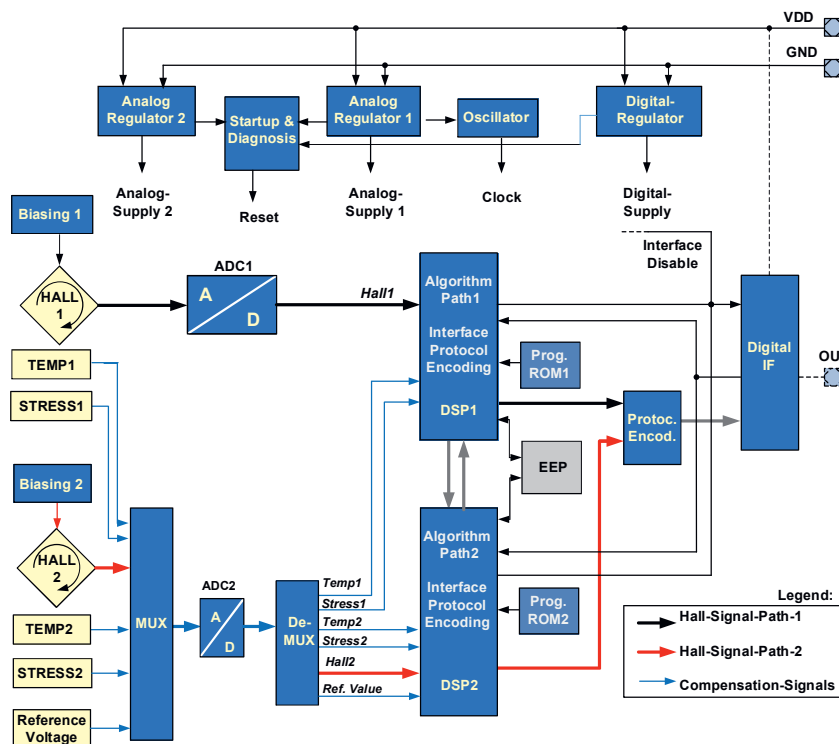 VDD
GND
Analog
Regulator 2
Startup &
Diagnosis
Analog
Regulator 1
Oscillator
Digital-
Regulator
Analog-
Supply 2
Reset
Analog-
Supply 1
Clock
Digital-
Supply
Biasing 1
Interface
Disable
HALL
1
ADC1
A
D
Hall1
Algorithm
Path1
Interface
Protocol
Encoding
DSP1
Prog.
ROM1
Digital
IF
OU
TEMP1
STRESS1
Protoc.
Encod.
EEP
Biasing 2
HALL
2
MUX
ADC2
A
D
De-
MUX
Temp1
Stress1
Temp2
Stress2
Hall2
Ref. Value
Algorithm
Path2
Interface
Protocol
Encoding
DSP2
Prog.
ROM2
TEMP2
STRESS2
Reference
Voltage
Legend:
Hall-Signal-Path-1
Hall-Signal-Path-2
Compensation-Signals